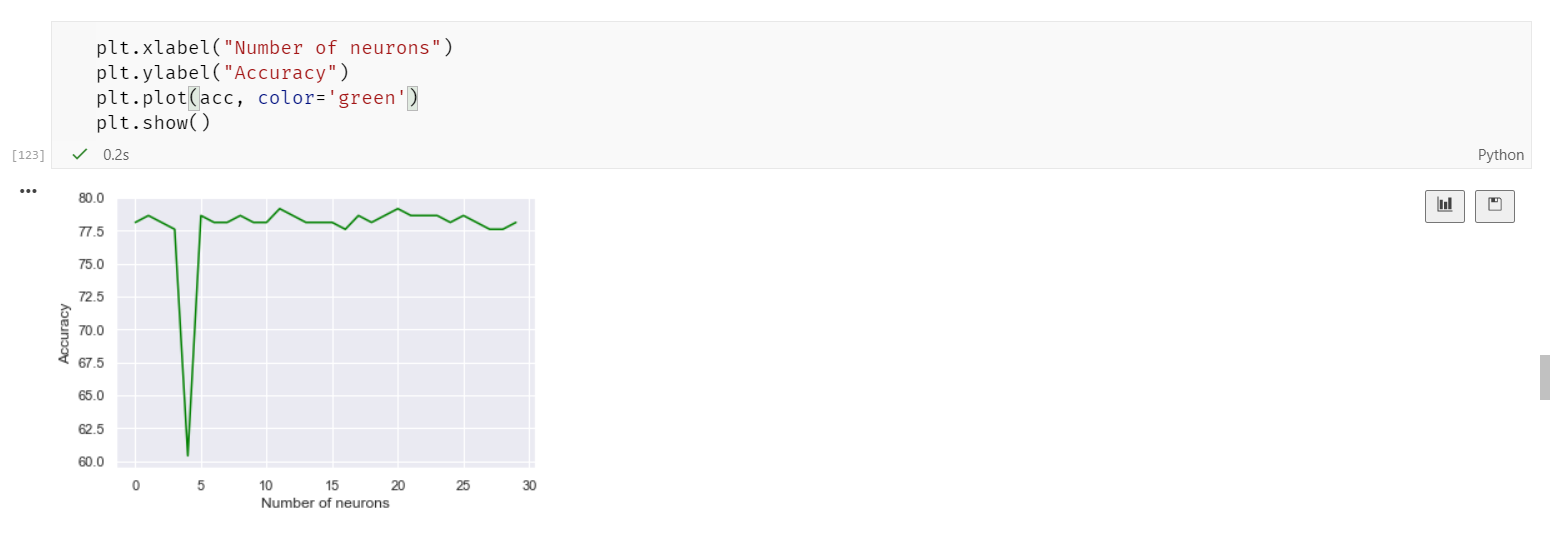 plt.xlabel("Number of neurons")
plt.ylabel("Accuracy")
plt.plot(acc, color='green')
plt.show()
[123]
0.2s
Python
80.0
77.5
75.0
72.5
70.0
67.5
65.0
62.5
60.0
Accuracy
0 5 10 15 20 25 30
Number of neurons